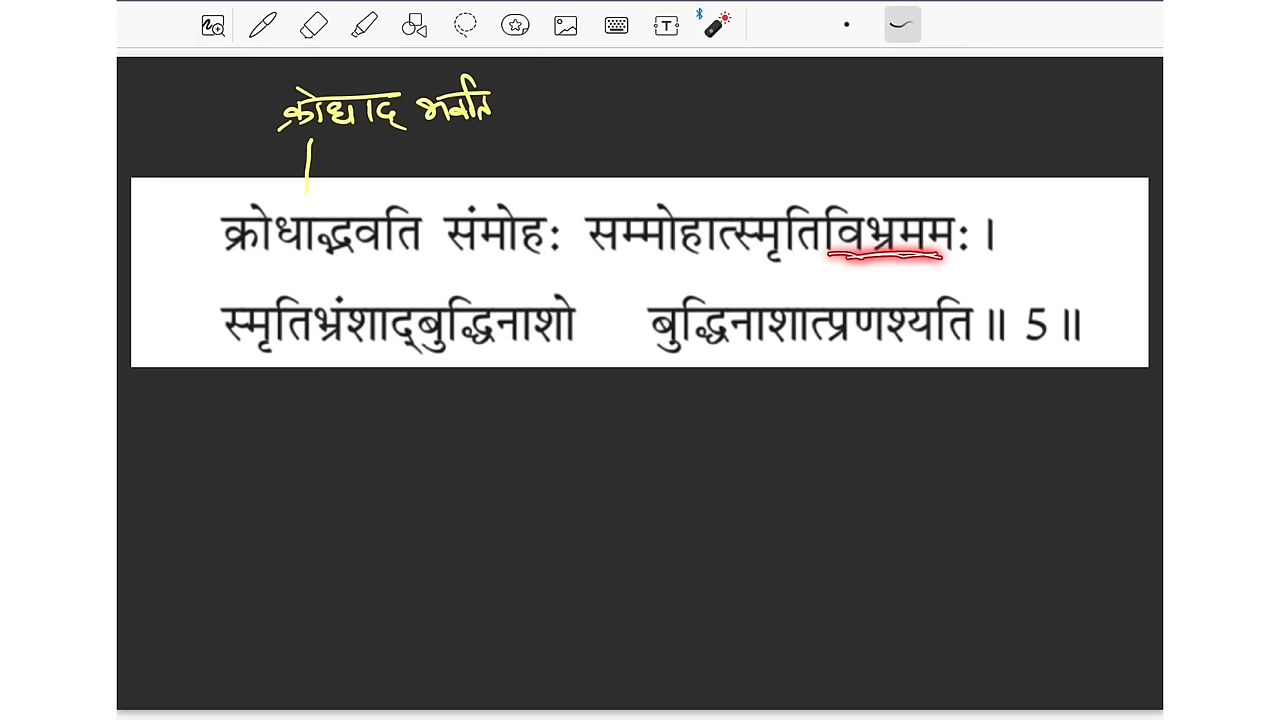 क्रोधाद् भवति
क्रोधाद्भवति संमोहः सम्मोहात्स्मृतिविभ्रममः ।
स्मृतिभ्रंशाद्बुद्धिनाशो बुद्धिनाशात्प्रणश्यति ॥ 5 ॥